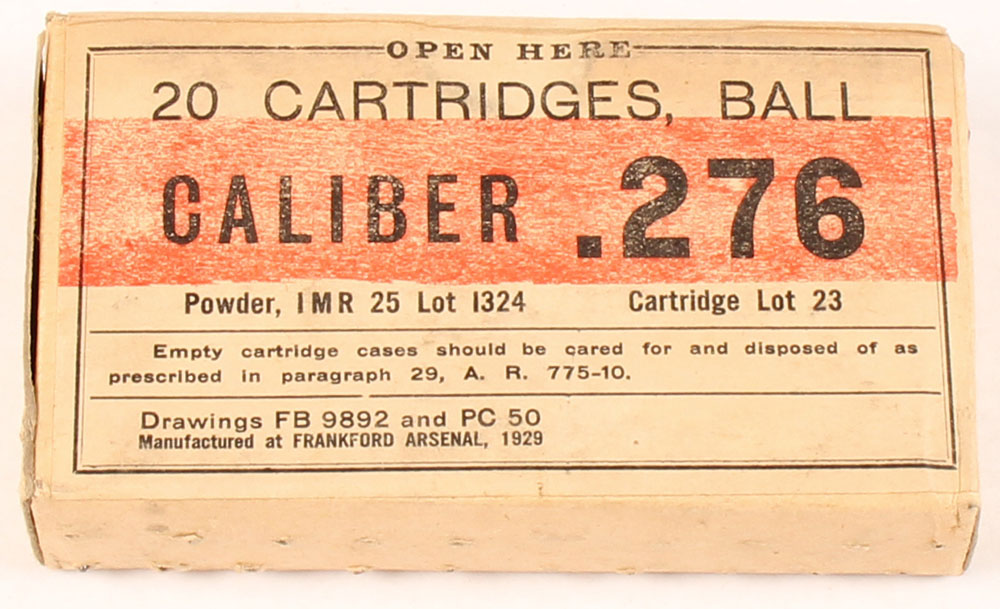 OPEN HERE
20 CARTRIDGES, BALL
CALIBER .276
Powder, IMR 25 Lot 1324 Cartridge Lot 23
Empty cartridge cases should be cared for and disposed of as
prescribed in paragraph 29, A. R. 775-10.
Drawings FB 9892 and PC 50
Manufactured at FRANKFORD ARSENAL, 1929